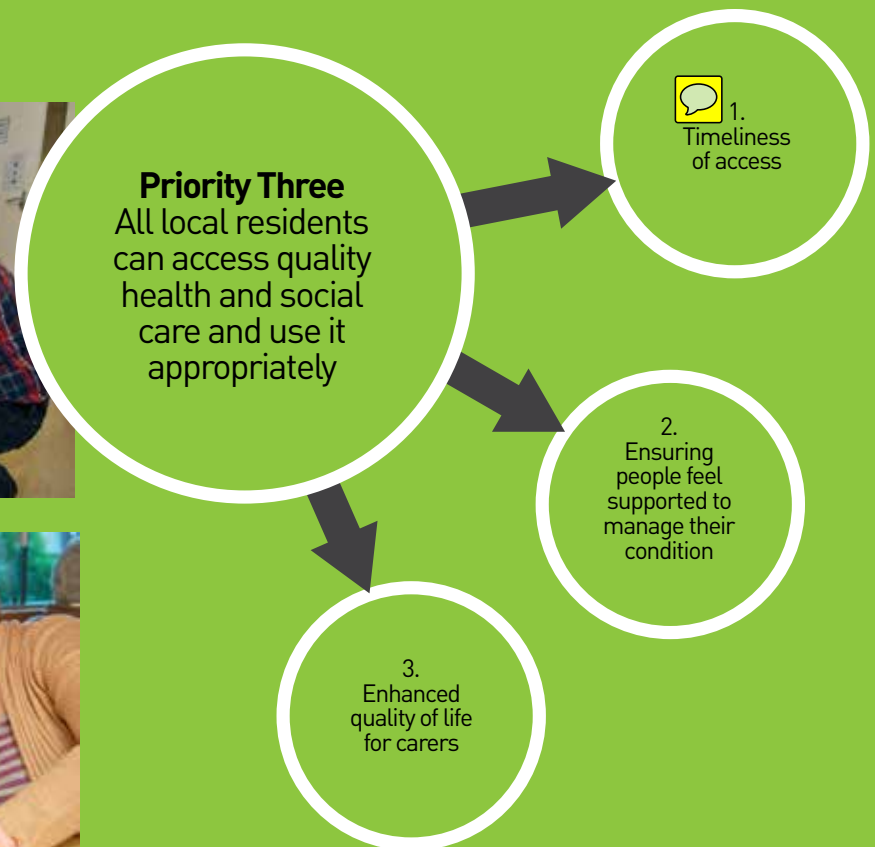 Priority Three
All local residents
can access quality
health and social
care and use it
appropriately
1.
Timeliness
of access
2.
Ensuring
people feel
supported to
manage their
condition
3.
Enhanced
quality of life
for carers